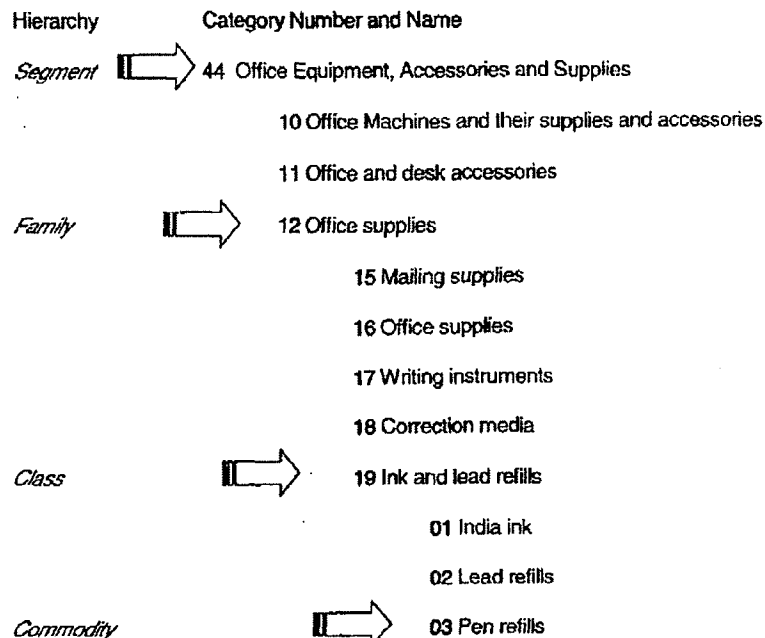 Hierarchy Category Number and Name
Segment 44 Office Equipment, Accessories and Supplies
10 Office Machines and their supplies and accessories
11 Office and desk accessories
Family 12 Office supplies
15 Mailing supplies
16 Office supplies
17 Writing instruments
18 Correction media
Class 19 Ink and lead refills
01 India ink
02 Lead refills
Commodity 03 Pen refills